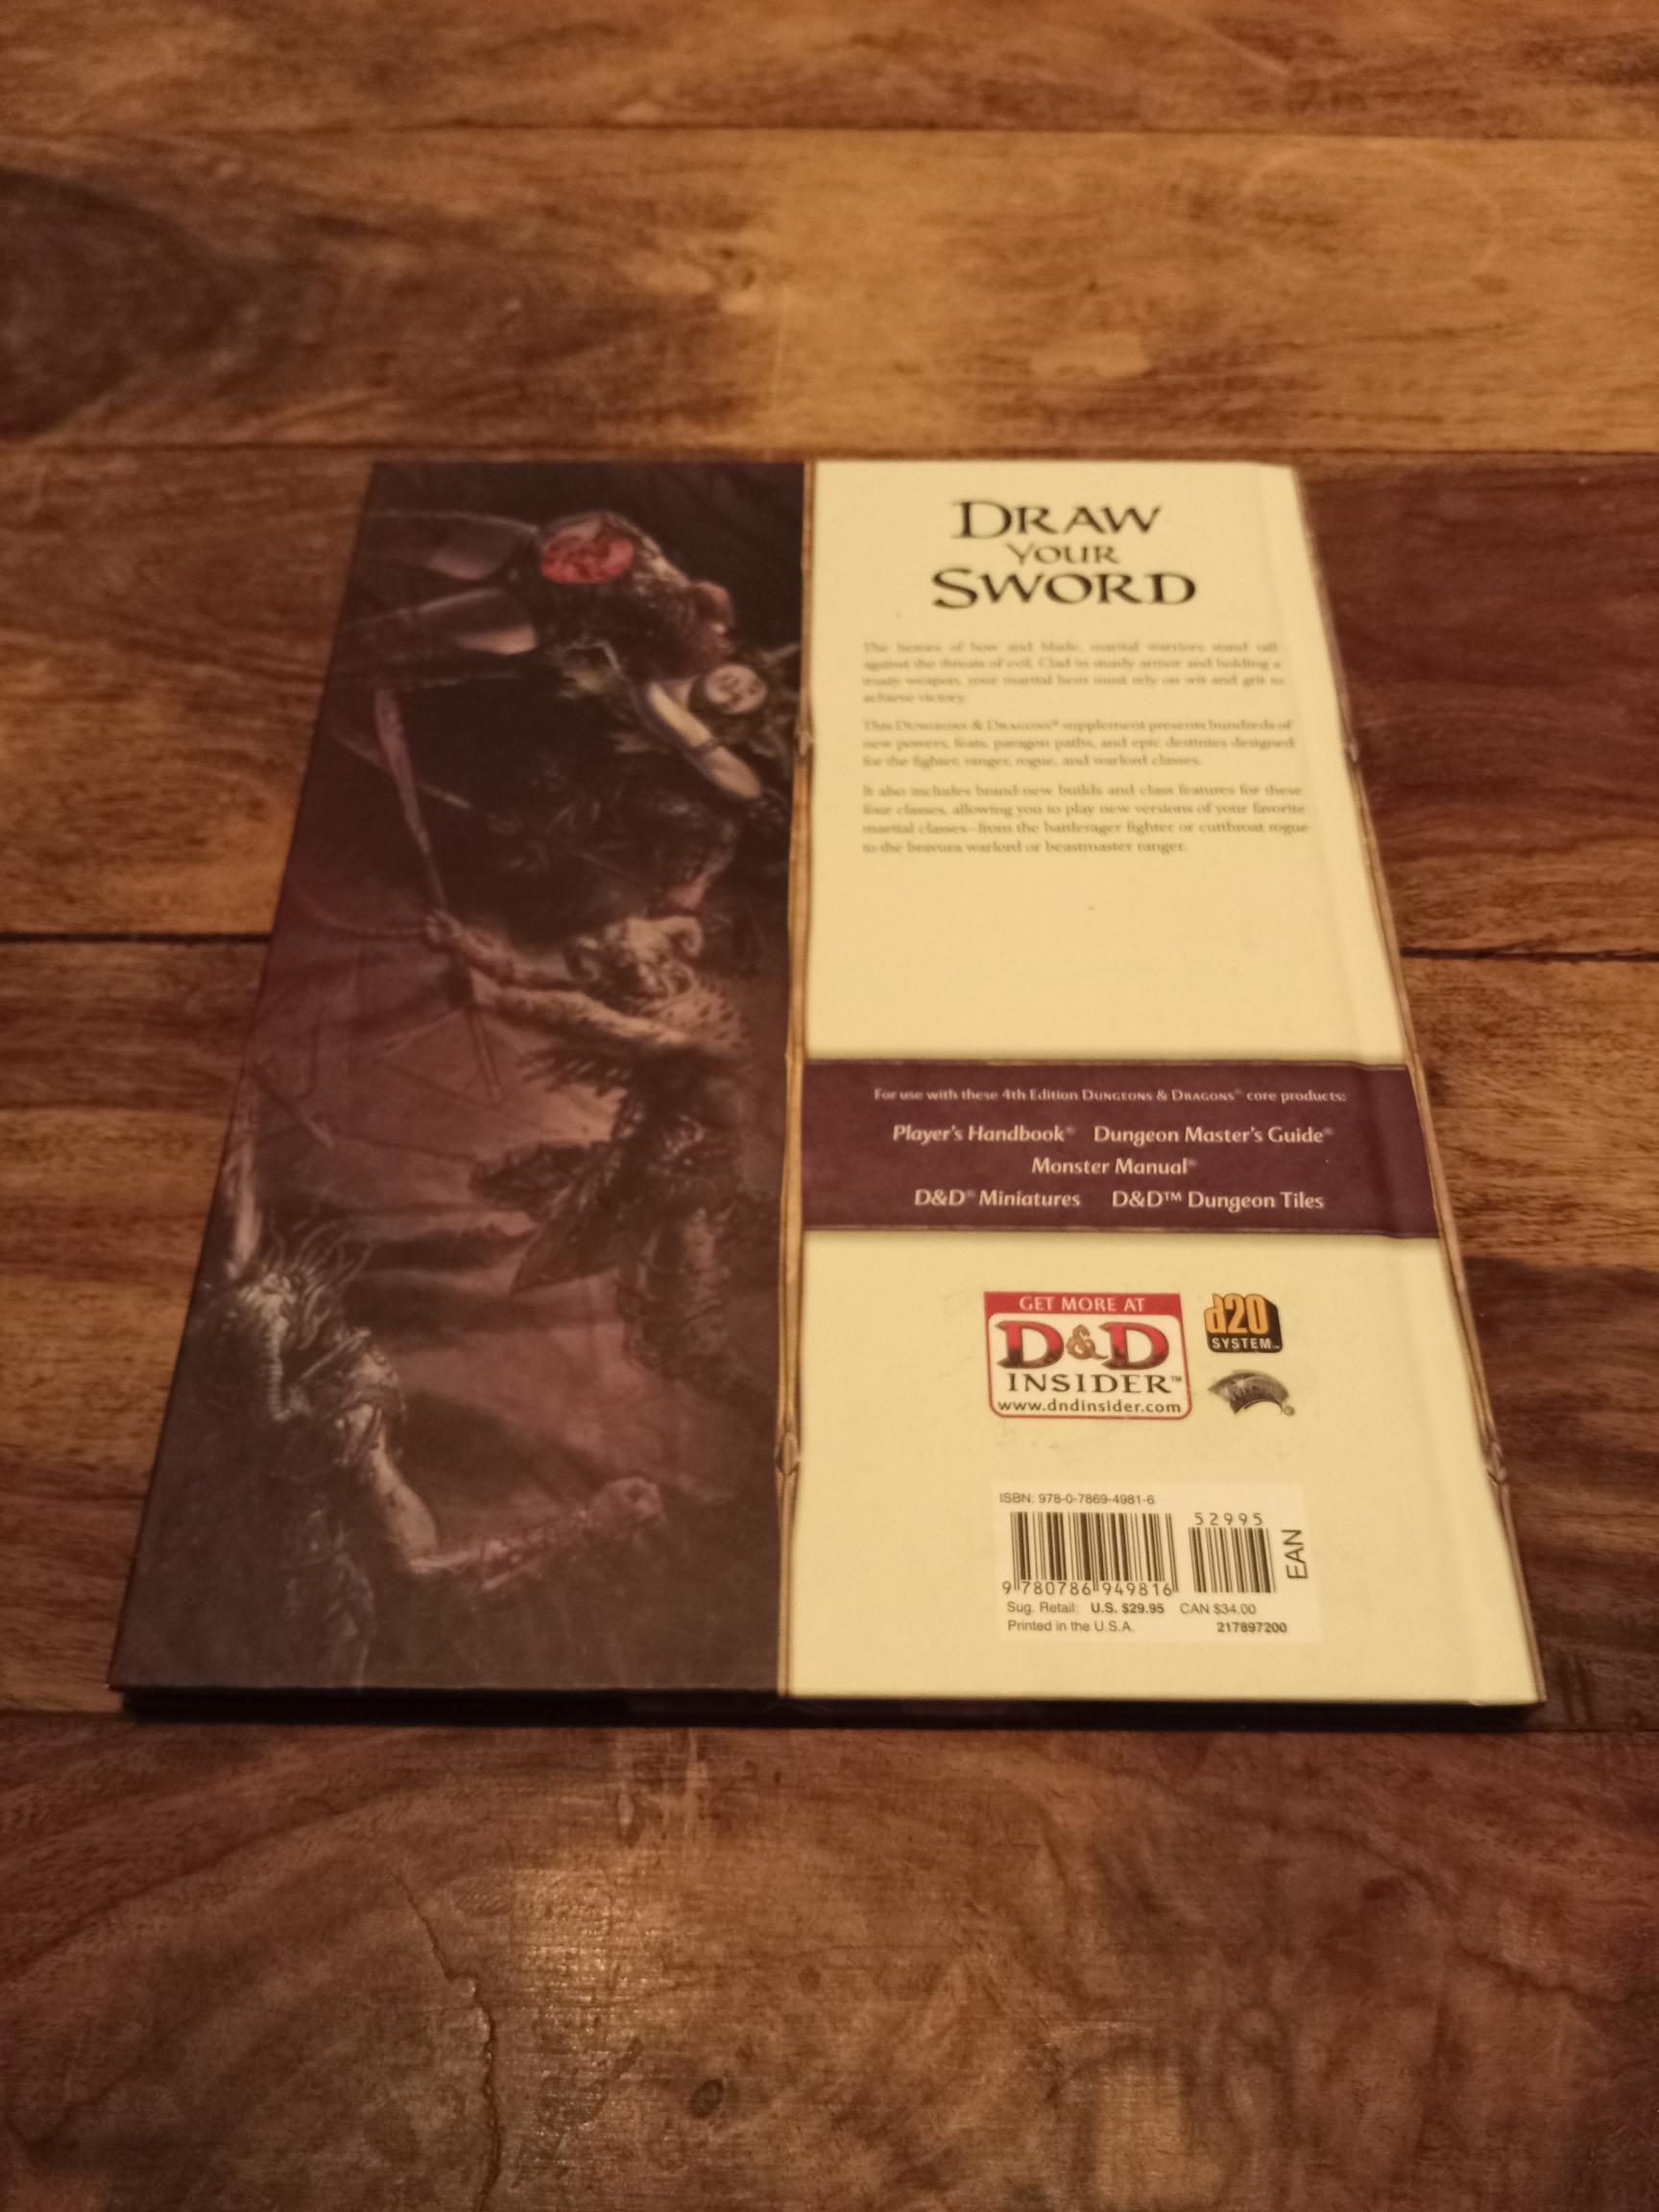 DRAW
YOUR
SWORD
The heroes of bow and blade, martial warriors stand tall
against the threats of evil. Clad in sturdy armor and holding a
trusty weapon, your martial hero must rely on wit and grit to
achieve victory.
This DUNGEONS & DRAGONS® supplement presents hundreds of
new powers, feats, paragon paths, and epic destinies designed
for the fighter, ranger, rogue, and warlord classes.
It also includes brand-new builds and class features for these
four classes, allowing you to play new versions of your favorite
martial classes—from the battlerager fighter or cutthroat rogue
to the bravura warlord or beastmaster ranger.
For use with these 4th Edition DUNGEONS & DRAGONS® core products:
Player's Handbook® Dungeon Master's Guide®
Monster Manual®
D&D® Miniatures D&D™ Dungeon Tiles
GET MORE AT
D&D
INSIDER™
www.dndinsider.com
d20
SYSTEM™
ISBN: 978-0-7869-4981-6
52995
EAN
9 780786 949816
Sug. Retail: U.S. $29.95 CAN $34.00
Printed in the U.S.A. 217897200